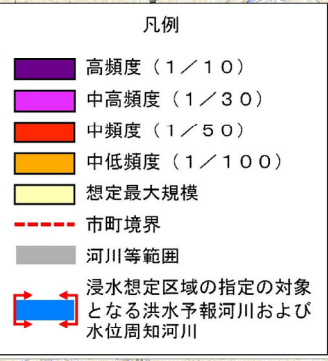 凡例
高頻度（１／１０）
中高頻度（１／３０）
中頻度（１／５０）
中低頻度（１／１００）
想定最大規模
市町境界
河川等範囲
浸水想定区域の指定の対象
となる洪水予報河川および
水位周知河川